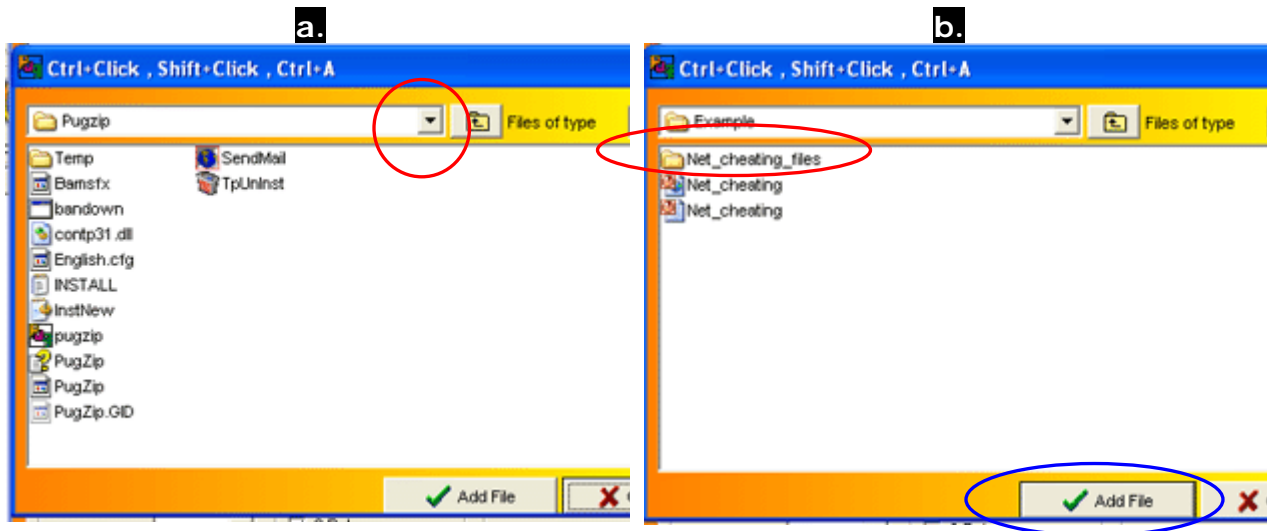 a.
Ctrl+Click , Shift+Click , Ctrl+A
Pugzip
Files of type
Temp
Bamsfx
bandown
contp31.dll
English.cfg
INSTALL
InstNew
pugzip
PugZip
PugZip
PugZip.GID
SendMail
TpUnInst
Add File
b.
Ctrl+Click , Shift+Click , Ctrl+A
Example
Files of type
Net_cheating_files
Net_cheating
Net_cheating
Add File